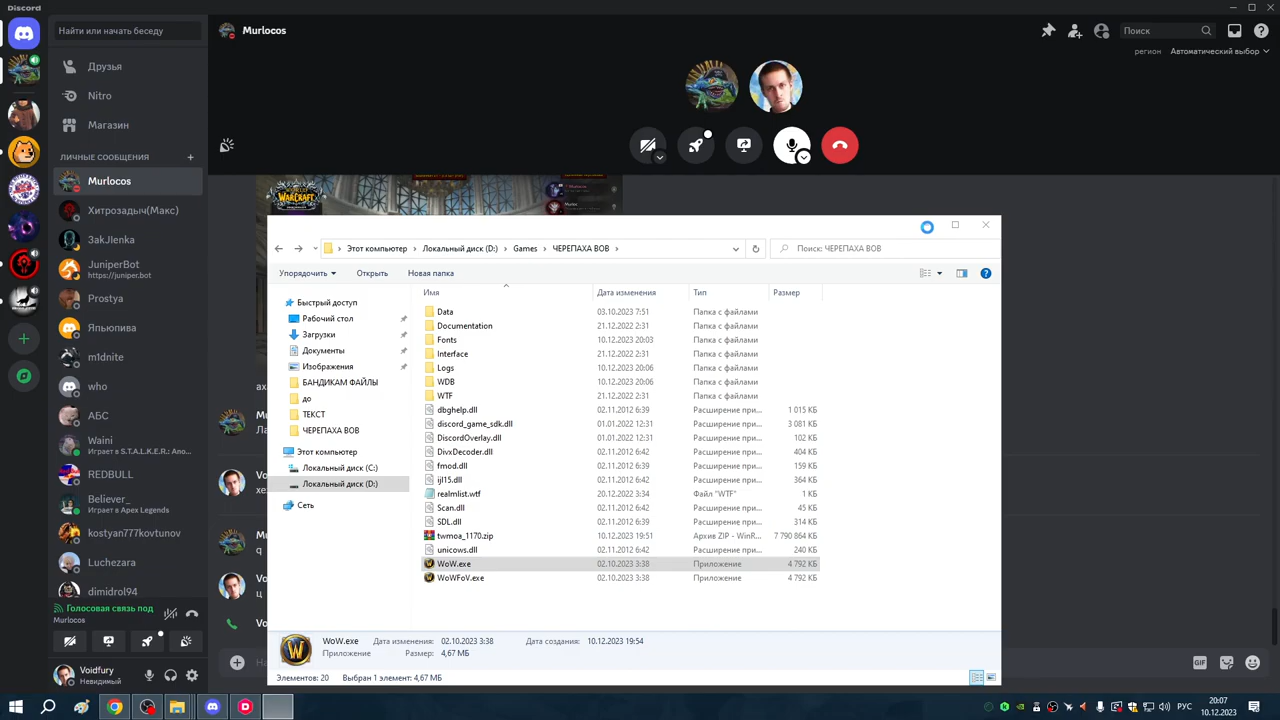 Discord
Найти или начать беседу
Murlocos
Поиск
регион Автоматический выбор
Друзья
Nitro
Магазин
ЛИЧНЫЕ СООБЩЕНИЯ +
Murlocos
Хитрозадыч(Макс)
3akJlenka
JuniperBot
https://juniper.bot
Prostya
Япьюпива
m1dnite
who
ABC
Waini
Играет в S.T.A.L.K.E.R.: Апо...
REDBULL
Believer_
Играет в Apex Legends
kostyan777kovtunov
Luchezara
dimidrol94
Голосовая связь под
Murlocos
Voidfury
Невидимый
WARCRAFT
Этот компьютер › Локальный диск (D:) › Games › ЧЕРЕПАХА ВОВ ›
Поиск: ЧЕРЕПАХА ВОВ
Упорядочить Открыть Новая папка
Быстрый доступ
Рабочий стол
Загрузки
Документы
Изображения
БАНДИКАМ ФАЙЛЫ
до
ТЕКСТ
ЧЕРЕПАХА ВОВ
Этот компьютер
Локальный диск (C:)
Локальный диск (D:)
Сеть
Имя Дата изменения Тип Размер
Data 03.10.2023 7:51 Папка с файлами
Documentation 21.12.2022 2:31 Папка с файлами
Fonts 10.12.2023 20:03 Папка с файлами
Interface 21.12.2022 2:31 Папка с файлами
Logs 10.12.2023 20:06 Папка с файлами
WDB 10.12.2023 20:06 Папка с файлами
WTF 21.12.2022 2:31 Папка с файлами
dbghelp.dll 02.11.2012 6:39 Расширение при... 1 015 КБ
discord_game_sdk.dll 01.01.2022 12:31 Расширение при... 3 081 КБ
DiscordOverlay.dll 01.01.2022 12:31 Расширение при... 102 КБ
DivxDecoder.dll 02.11.2012 6:42 Расширение при... 404 КБ
fmod.dll 02.11.2012 6:39 Расширение при... 159 КБ
ijl15.dll 02.11.2012 6:42 Расширение при... 364 КБ
realmlist.wtf 20.12.2022 3:34 Файл "WTF" 1 КБ
Scan.dll 02.11.2012 6:42 Расширение при... 45 КБ
SDL.dll 02.11.2012 6:39 Расширение при... 314 КБ
twmoa_1170.zip 10.12.2023 19:51 Архив ZIP - WinR... 7 790 864 КБ
unicows.dll 02.11.2012 6:42 Расширение при... 240 КБ
WoW.exe 02.10.2023 3:38 Приложение 4 792 КБ
WoWFoV.exe 02.10.2023 3:38 Приложение 4 792 КБ
WoW.exe Дата изменения: 02.10.2023 3:38 Дата создания: 10.12.2023 19:54
Приложение Размер: 4,67 МБ
Элементов: 20 Выбран 1 элемент: 4,67 МБ
GIF
РУС
20:07
10.12.2023